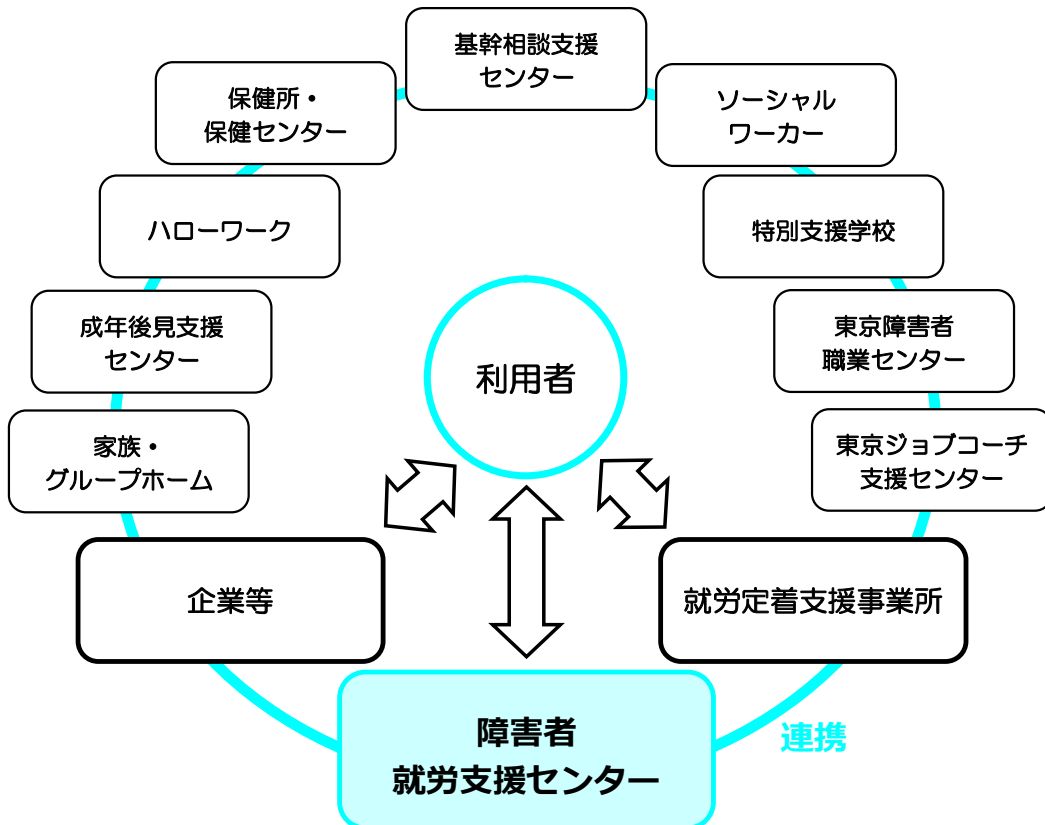 基幹相談支援
センター
保健所・
保健センター
ソーシャル
ワーカー
ハローワーク
特別支援学校
成年後見支援
センター
東京障害者
職業センター
利用者
家族・
グループホーム
東京ジョブコーチ
支援センター
企業等
就労定着支援事業所
障害者
就労支援センター
連携